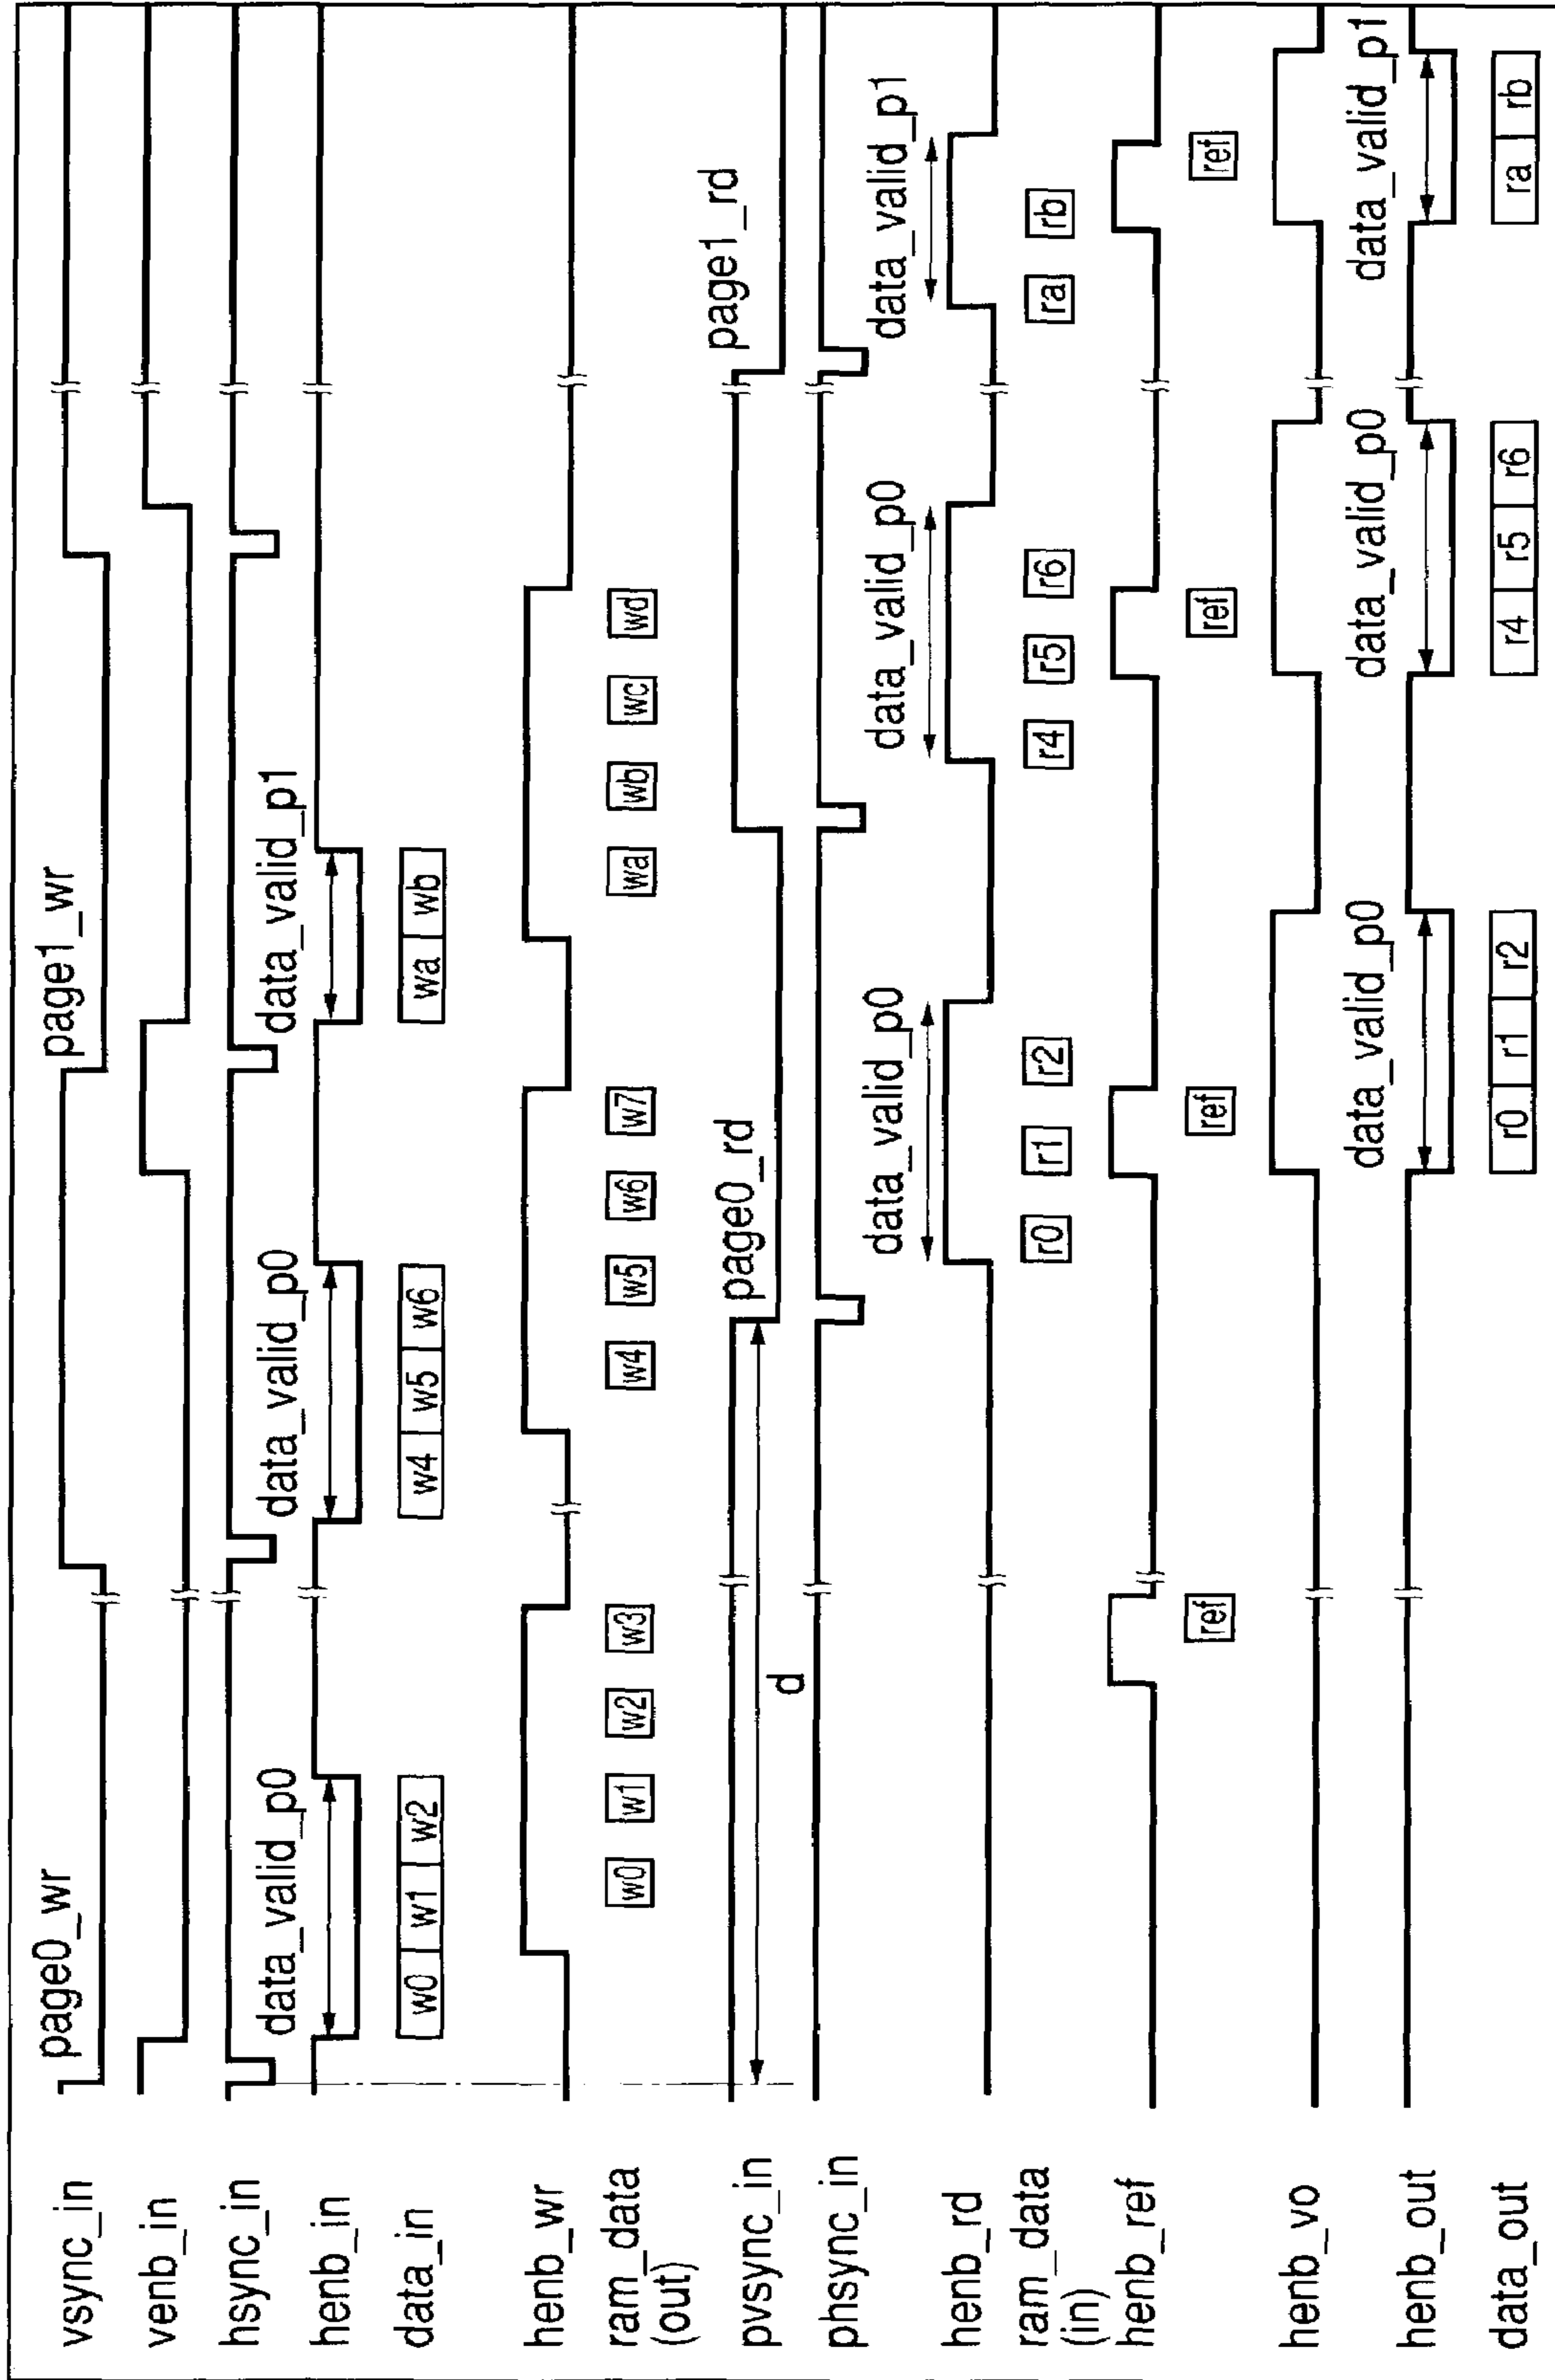 vsync_in page0_wr page1_wr
venb_in
hsync_in
henb_in data_valid_p0 data_valid_p0 data_valid_p1
data_in w0 w1 w2 w4 w5 w6 wa wb
henb_wr
ram_data (out) w0 w1 w2 w3 w4 w5 w6 w7 wa wb wc wd
pvsync_in d page0_rd page1_rd
phsync_in
henb_rd data_valid_p0 data_valid_p0 data_valid_p1
ram_data (in) r0 r1 r2 r4 r5 r6 ra rb
henb_ref ref ref ref ref
henb_vo
henb_out data_valid_p0 data_valid_p0 data_valid_p1
data_out r0 r1 r2 r4 r5 r6 ra rb